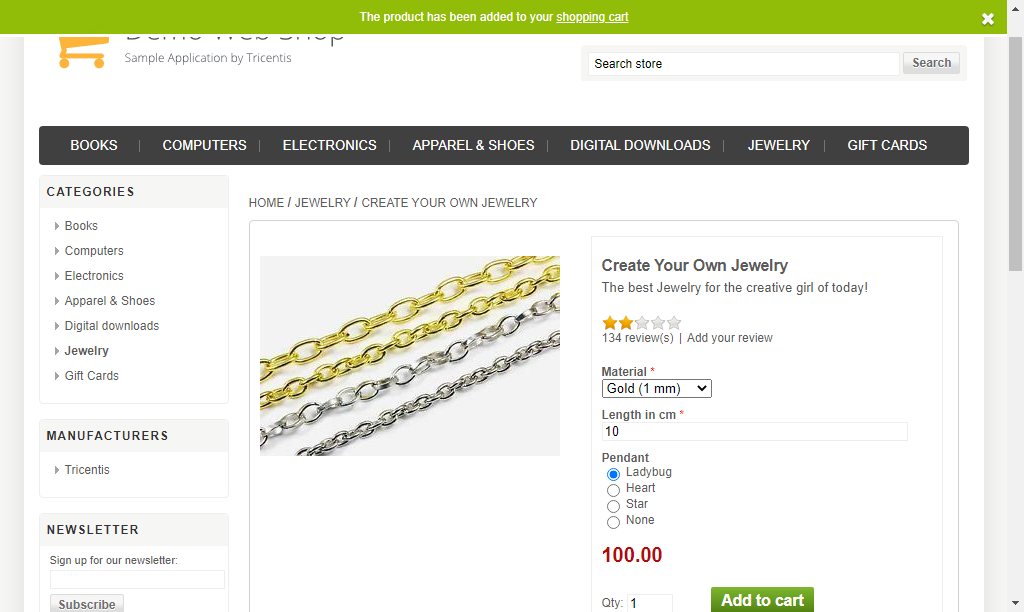 The product has been added to your shopping cart
Demo Web Shop
Sample Application by Tricentis
Search store
Search
BOOKS
COMPUTERS
ELECTRONICS
APPAREL & SHOES
DIGITAL DOWNLOADS
JEWELRY
GIFT CARDS
CATEGORIES
Books
Computers
Electronics
Apparel & Shoes
Digital downloads
Jewelry
Gift Cards
MANUFACTURERS
Tricentis
NEWSLETTER
Sign up for our newsletter:
Subscribe
HOME / JEWELRY / CREATE YOUR OWN JEWELRY
Create Your Own Jewelry
The best Jewelry for the creative girl of today!
134 review(s) | Add your review
Material *
Gold (1 mm)
Length in cm *
10
Pendant
Ladybug
Heart
Star
None
100.00
Qty: 1
Add to cart